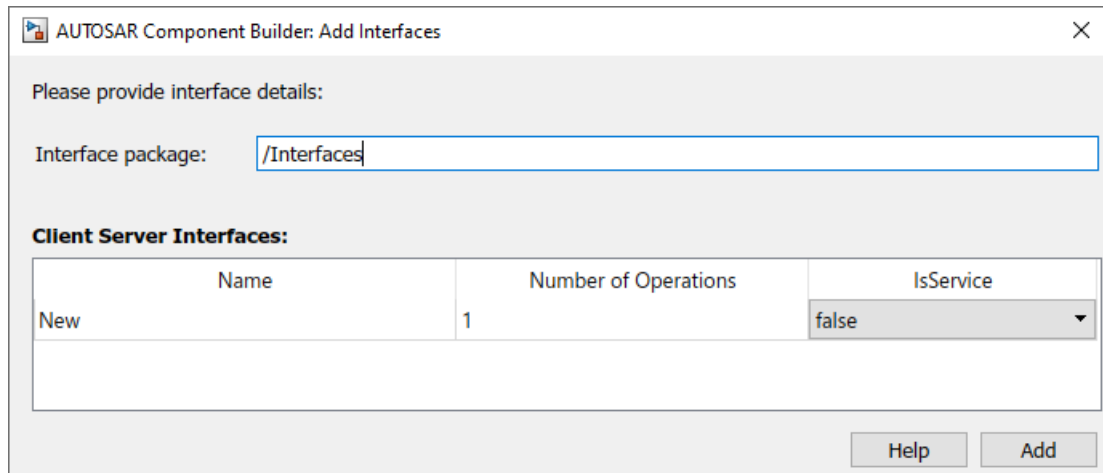 AUTOSAR Component Builder: Add Interfaces
Please provide interface details:
Interface package: /Interfaces
Client Server Interfaces:
Name Number of Operations IsService
New 1 false
Help Add